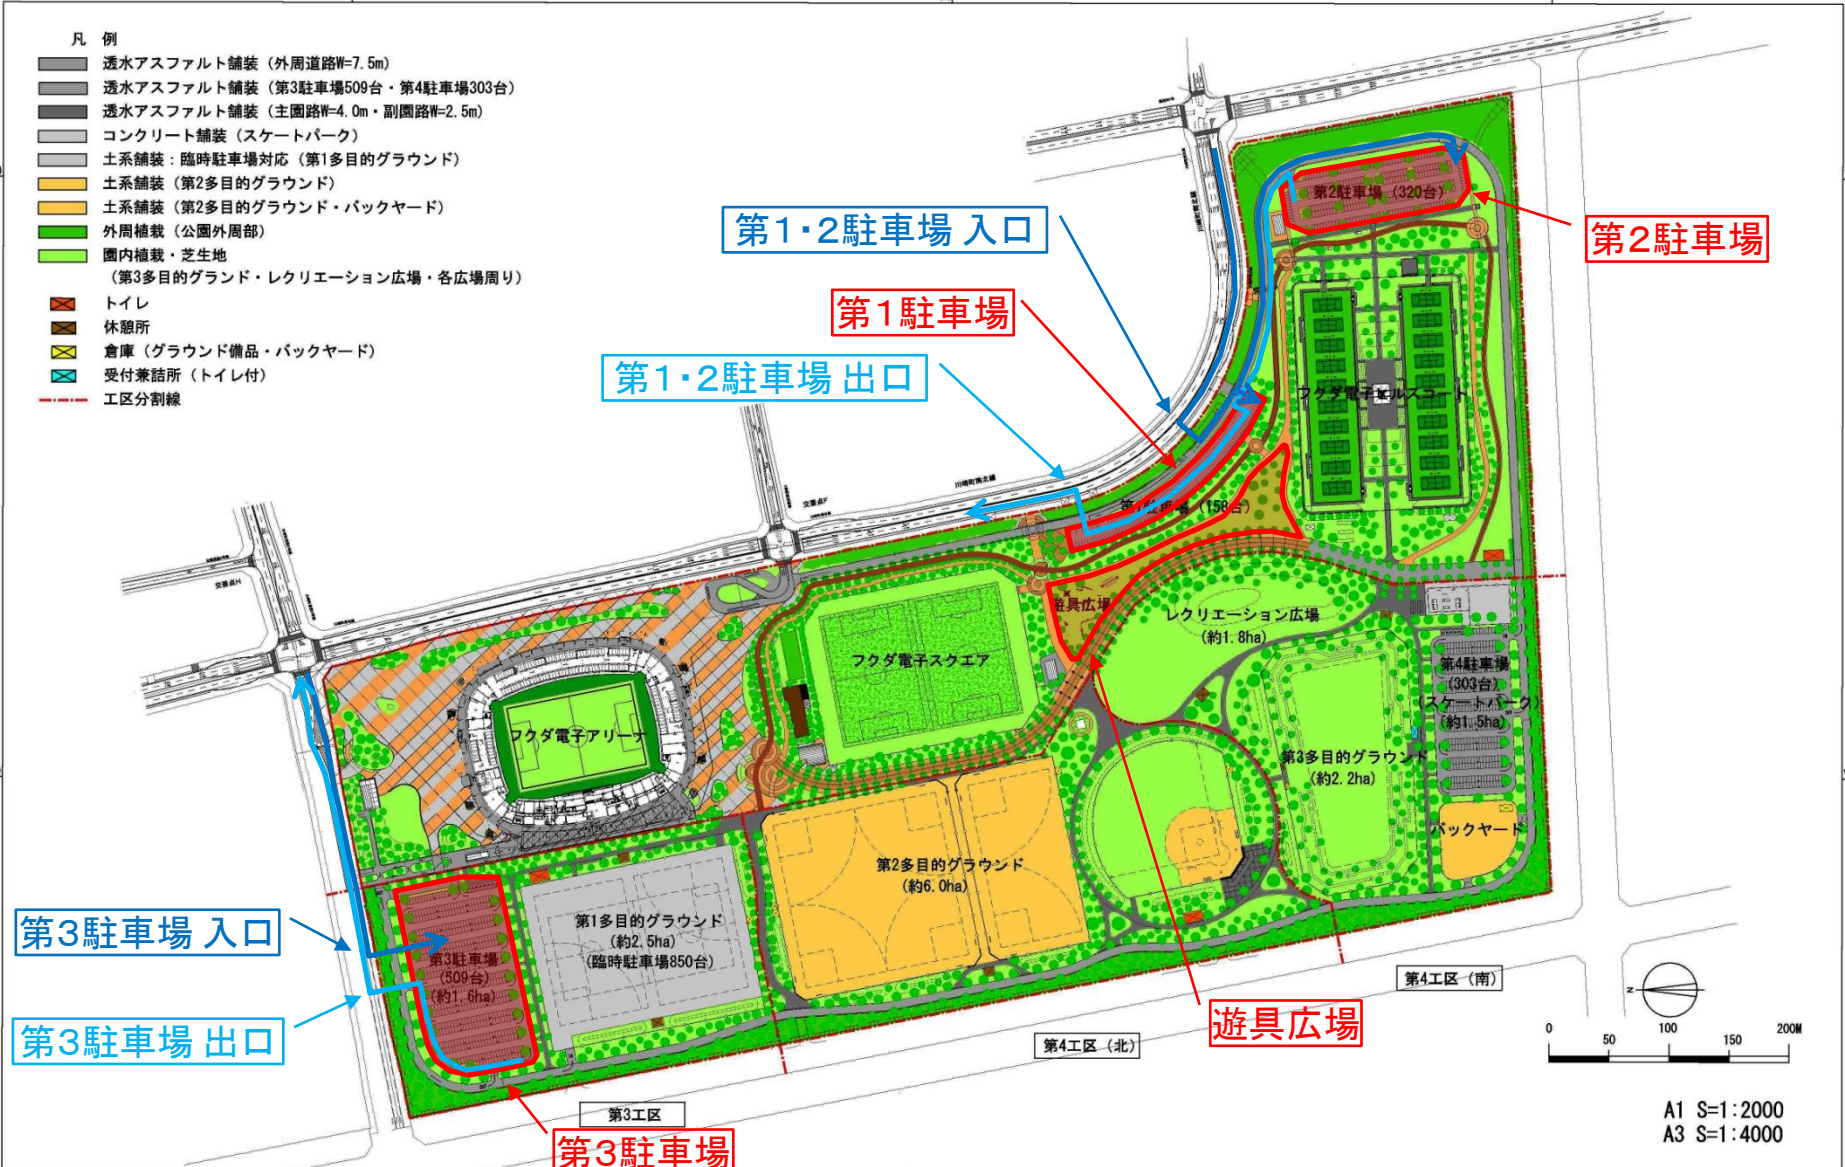 凡 例
透水アスファルト舗装（外周道路W=7.5m）
透水アスファルト舗装（第3駐車場509台・第4駐車場303台）
透水アスファルト舗装（主園路W=4.0m・副園路W=2.5m）
コンクリート舗装（スケートパーク）
土系舗装：臨時駐車場対応（第1多目的グラウンド）
土系舗装（第2多目的グラウンド）
土系舗装（第2多目的グラウンド・バックヤード）
外周植栽（公園外周部）
園内植栽・芝生地
（第3多目的グランド・レクリエーション広場・各広場周り）
トイレ
休憩所
倉庫（グラウンド備品・バックヤード）
受付兼詰所（トイレ付）
工区分割線
第1・2駐車場 入口
第1駐車場
第1・2駐車場 出口
第2駐車場（320台）
第2駐車場
フクダ電子ヒルスコート
川崎町南北線
交差点F
交差点H
第1駐車場（158台）
遊具広場
レクリエーション広場
（約1.8ha）
フクダ電子スクエア
フクダ電子アリーナ
第4駐車場
（303台）
（スケートパーク）
（約1.5ha）
第3多目的グラウンド
（約2.2ha）
バックヤード
第2多目的グラウンド
（約6.0ha）
第1多目的グラウンド
（約2.5ha）
（臨時駐車場850台）
第3駐車場
（509台）
（約1.6ha）
第3駐車場 入口
第3駐車場 出口
第3駐車場
遊具広場
第3工区
第4工区（北）
第4工区（南）
N
0 50 100 150 200M
A1 S=1:2000
A3 S=1:4000